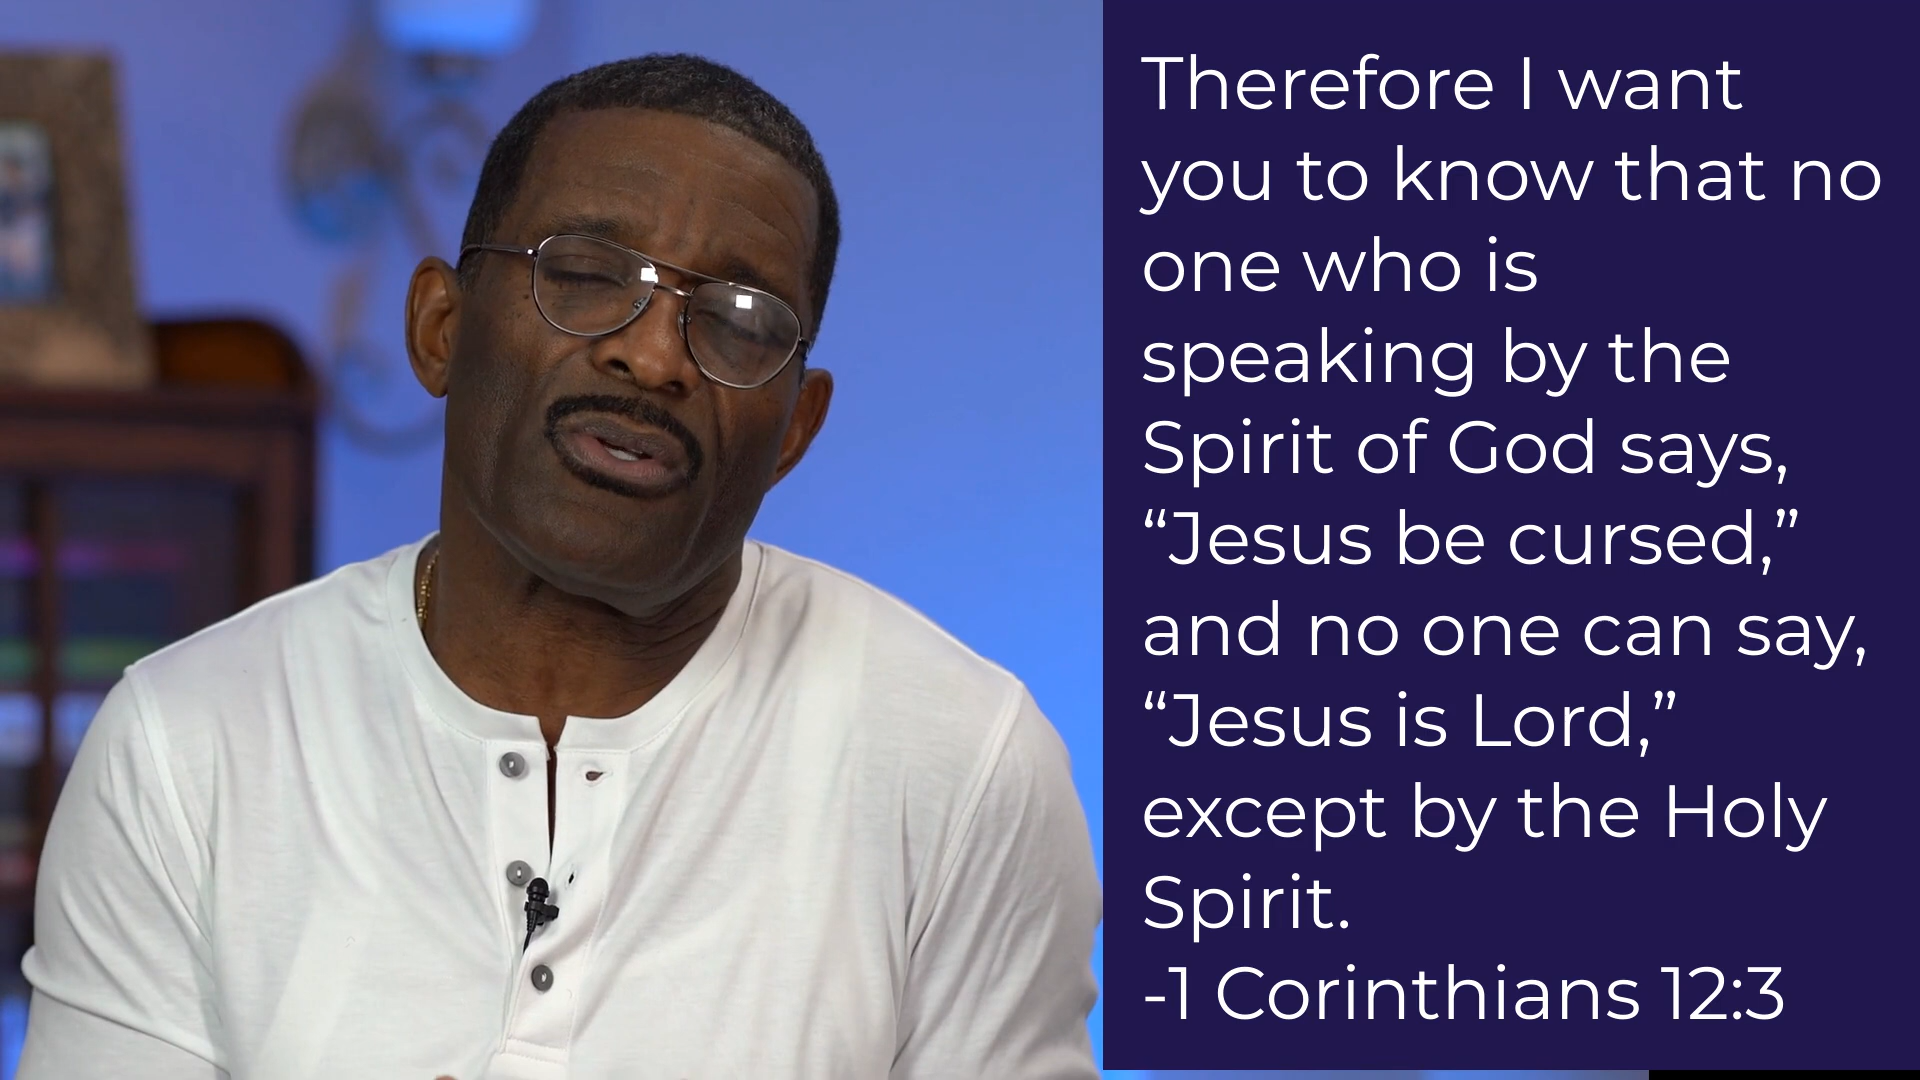 Therefore I want
you to know that no
one who is
speaking by the
Spirit of God says,
“Jesus be cursed,”
and no one can say,
“Jesus is Lord,”
except by the Holy
Spirit.
-1 Corinthians 12:3